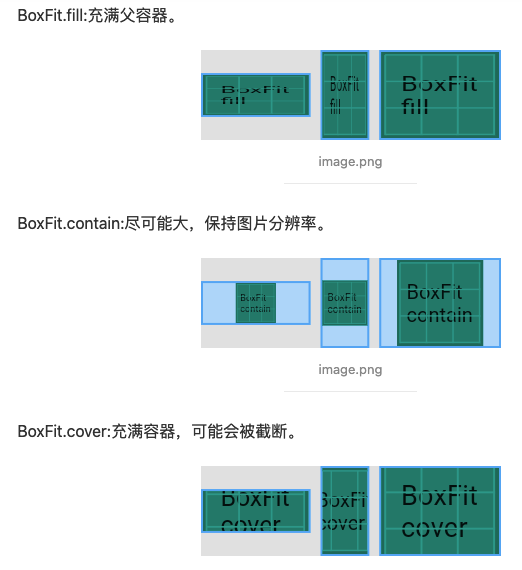 BoxFit.fill:充满父容器。
BoxFit BoxFit BoxFit
fill fill fill
image.png
BoxFit.contain:尽可能大，保持图片分辨率。
BoxFit BoxFit BoxFit
contain contain contain
image.png
BoxFit.cover:充满容器，可能会被截断。
BoxFit BoxFit BoxFit
cover cover cover